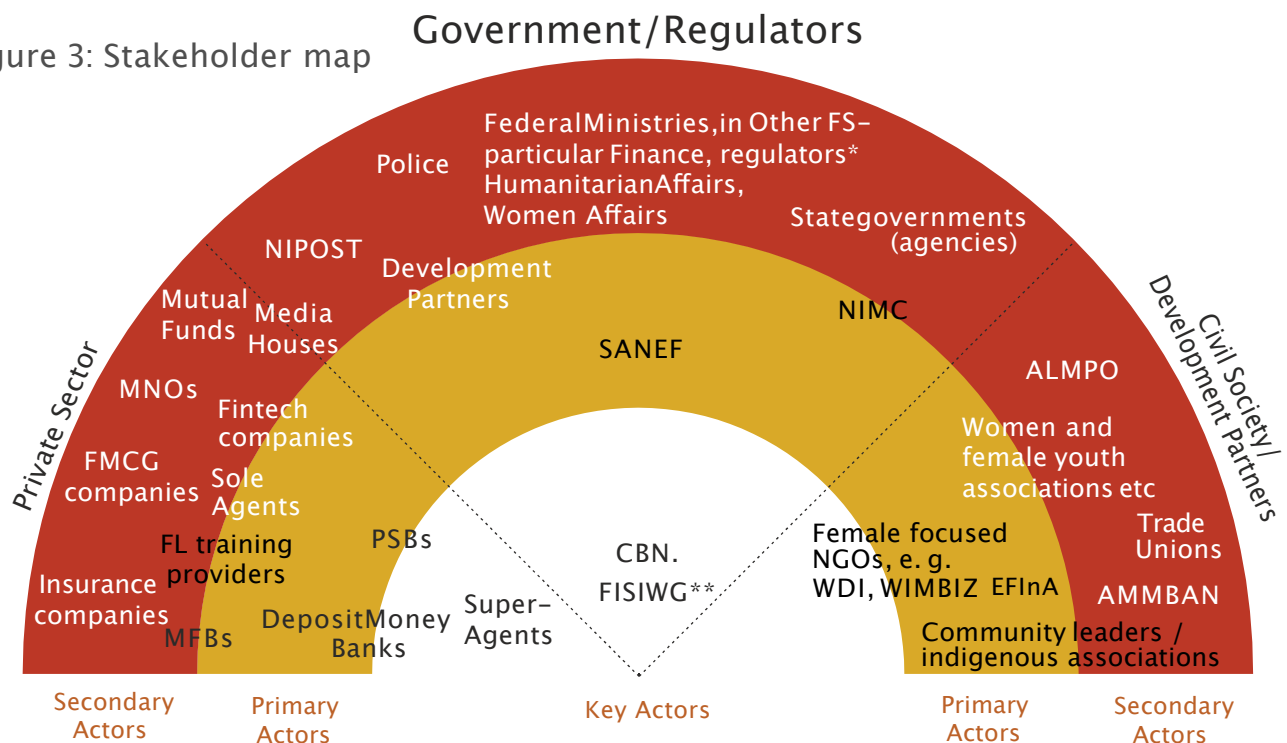 Government/Regulators
gure 3: Stakeholder map
FederalMinistries,in Other FS-
particular Finance, regulators*
HumanitarianAffairs,
Women Affairs
Police
Stategovernments
(agencies)
NIPOST
Development
Partners
Mutual
Funds
Media
Houses
NIMC
SANEF
Private Sector
Civil Society/
Development Partners
MNOs
ALMPO
Fintech
companies
Women and
female youth
associations etc
FMCG
companies
Sole
Agents
Trade
Unions
FL training
providers
PSBs
CBN.
FISIWG**
Female focused
NGOs, e. g.
WDI, WIMBIZ
EFInA
Insurance
companies
AMMBAN
MFBs
DepositMoney
Banks
Super-
Agents
Community leaders /
indigenous associations
Secondary
Actors
Primary
Actors
Key Actors
Primary
Actors
Secondary
Actors